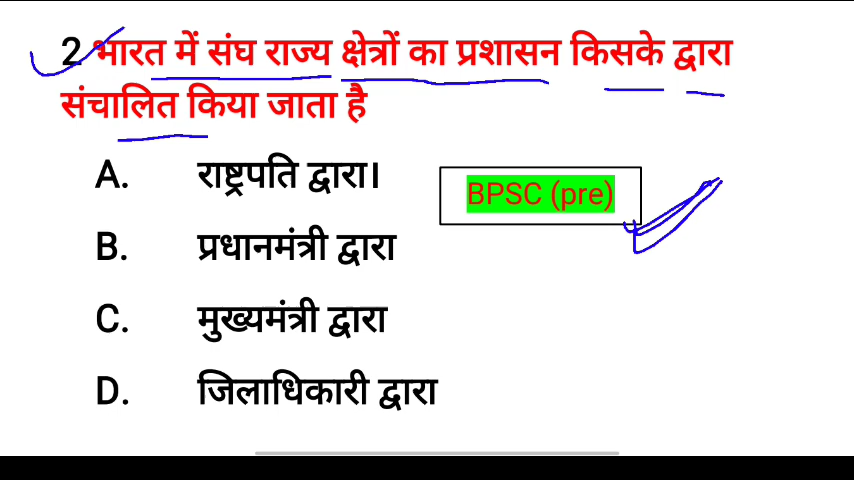 2 भारत में संघ राज्य क्षेत्रों का प्रशासन किसके द्वारा
संचालित किया जाता है
A. राष्ट्रपति द्वारा।
BPSC (pre)
B. प्रधानमंत्री द्वारा
C. मुख्यमंत्री द्वारा
D. जिलाधिकारी द्वारा